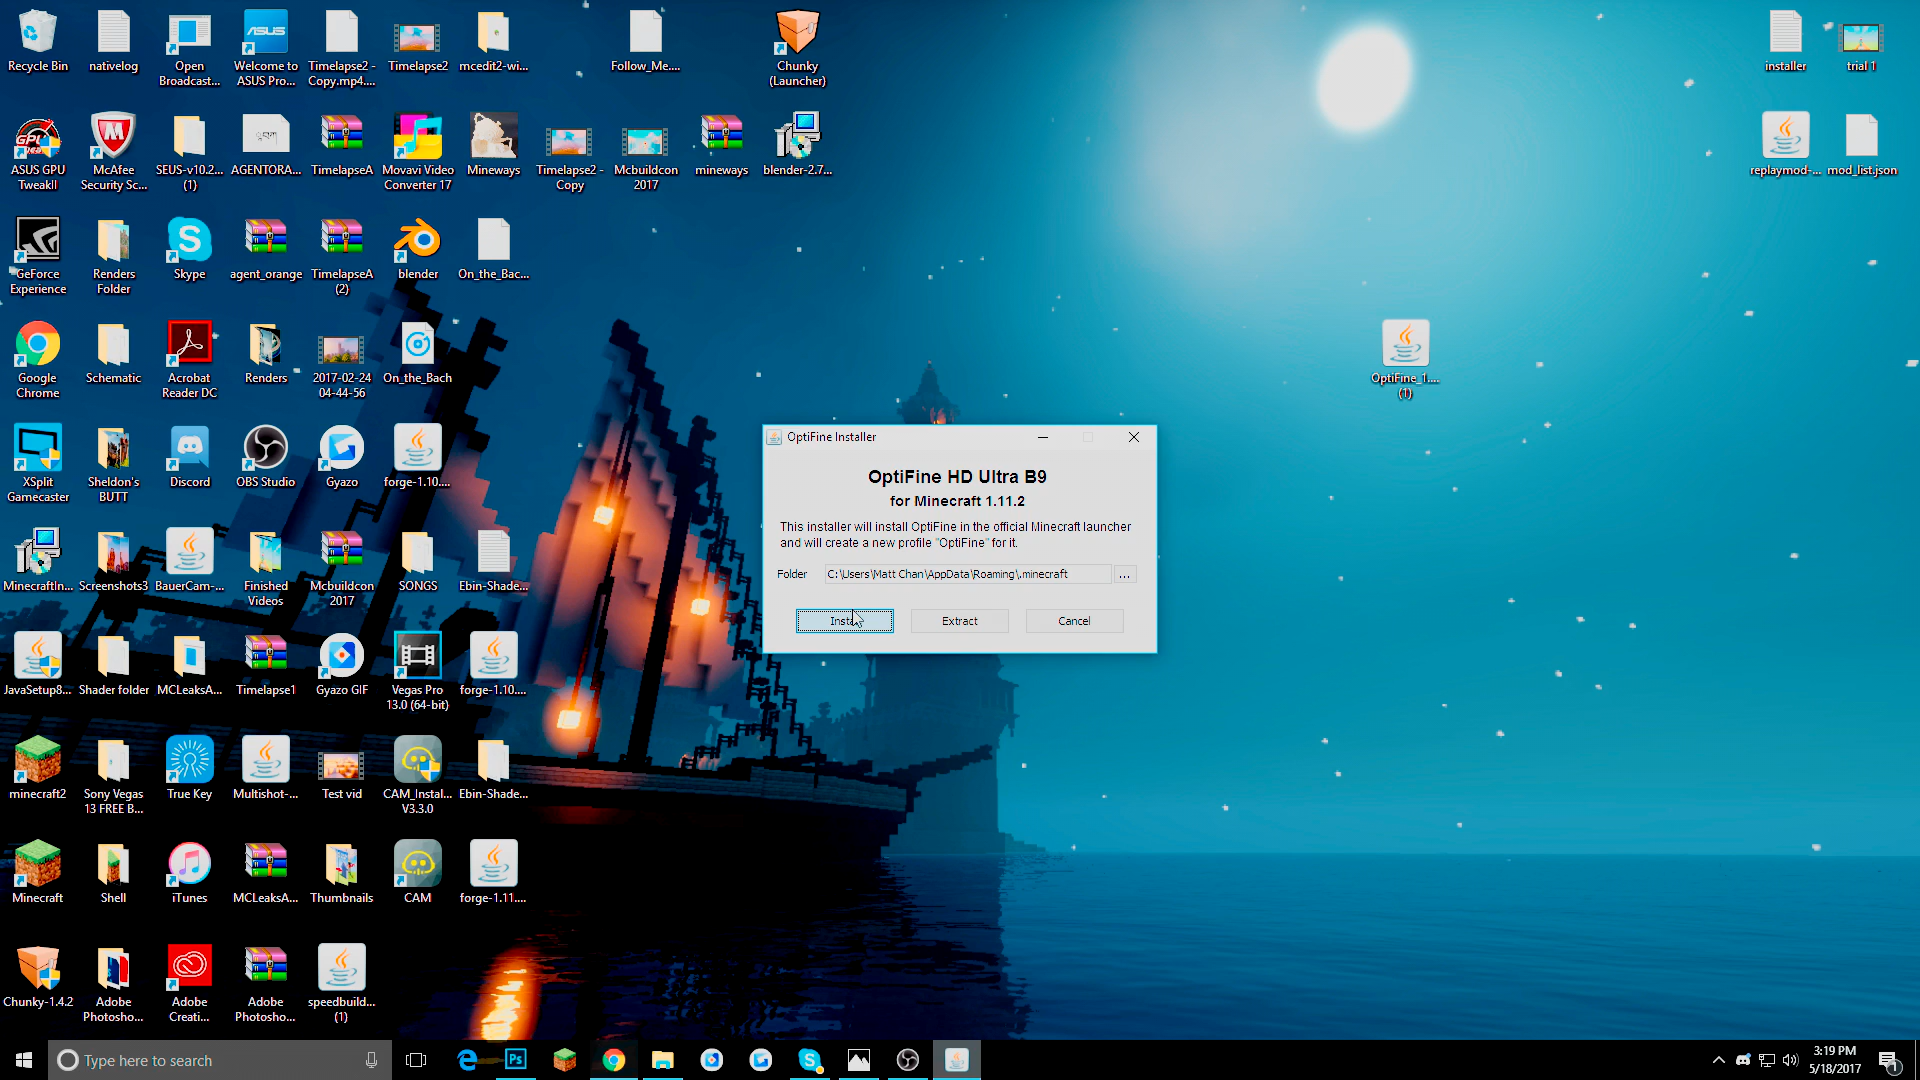 Recycle Bin
nativelog
Open
Broadcast...
Welcome to
ASUS Pro...
Timelapse2 -
Copy.mp4....
Timelapse2
mcedit2-wi...
Follow_Me....
Chunky
(Launcher)
installer
trial 1
ASUS GPU
TweakII
McAfee
Security Sc...
SEUS-v10.2...
(1)
AGENTORA...
TimelapseA
Movavi Video
Converter 17
Mineways
Timelapse2 -
Copy
Mcbuildcon
2017
mineways
blender-2.7...
replaymod-...
mod_list.json
GeForce
Experience
Renders
Folder
Skype
agent_orange
TimelapseA
(2)
blender
On_the_Bac...
Google
Chrome
Schematic
Acrobat
Reader DC
Renders
2017-02-24
04-44-56
On_the_Bach
OptiFine_1....
(1)
XSplit
Gamecaster
Sheldon's
BUTT
Discord
OBS Studio
Gyazo
forge-1.10....
OptiFine Installer
OptiFine HD Ultra B9
for Minecraft 1.11.2
This installer will install OptiFine in the official Minecraft launcher
and will create a new profile "OptiFine" for it.
Folder
C:\Users\Matt Chan\AppData\Roaming\.minecraft
...
Install
Extract
Cancel
MinecraftIn...
Screenshots3
BauerCam-...
Finished
Videos
Mcbuildcon
2017
SONGS
Ebin-Shade...
JavaSetup8...
Shader folder
MCLeaksA...
Timelapse1
Gyazo GIF
Vegas Pro
13.0 (64-bit)
forge-1.10....
minecraft2
Sony Vegas
13 FREE B...
True Key
Multishot-...
Test vid
CAM_Instal...
V3.3.0
Ebin-Shade...
Minecraft
Shell
iTunes
MCLeaksA...
Thumbnails
CAM
forge-1.11....
Chunky-1.4.2
Adobe
Photosho...
Adobe
Creati...
Adobe
Photosho...
speedbuild...
(1)
Type here to search
3:19 PM
5/18/2017